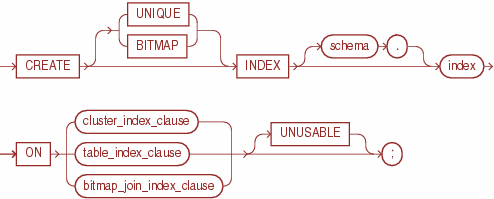 UNIQUE
BITMAP
CREATE INDEX schema . index
cluster_index_clause
UNUSABLE
ON table_index_clause ;
bitmap_join_index_clause